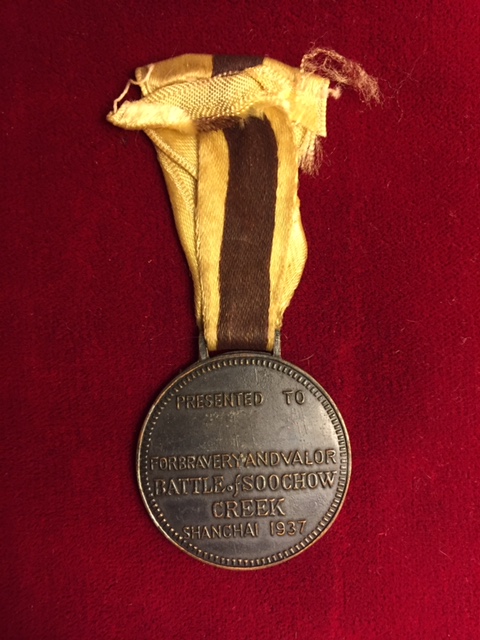 PRESENTED TO
FOR BRAVERY AND VALOR
BATTLE of SOOCHOW
CREEK
SHANGHAI 1937